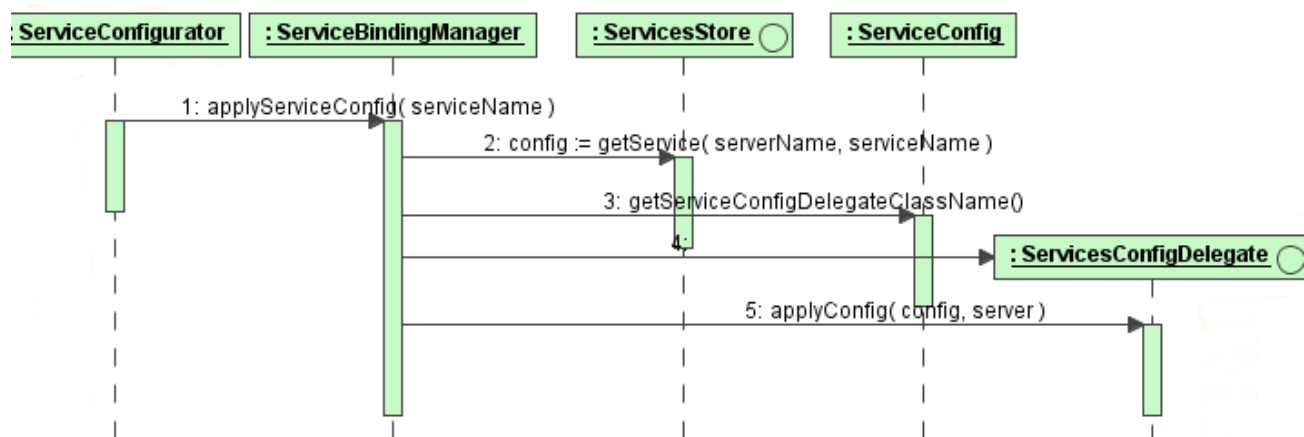 : ServiceConfigurator
: ServiceBindingManager
: ServicesStore
: ServiceConfig
1: applyServiceConfig( serviceName )
2: config := getService( serverName, serviceName )
3: getServiceConfigDelegateClassName()
4:
: ServicesConfigDelegate
5: applyConfig( config, server )